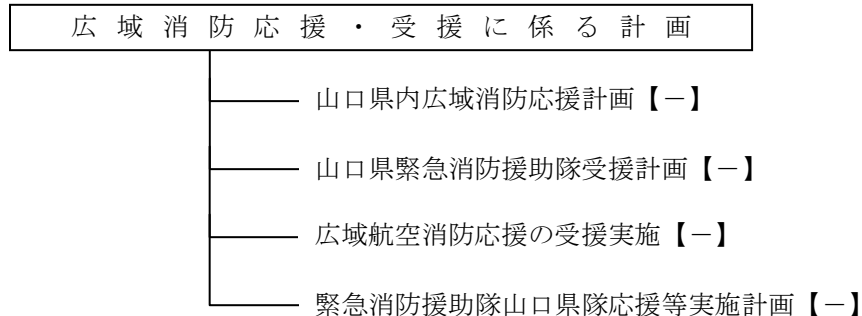 広域消防応援・受援に係る計画
山口県内広域消防応援計画【－】
山口県緊急消防援助隊受援計画【－】
広域航空消防応援の受援実施【－】
緊急消防援助隊山口県隊応援等実施計画【－】